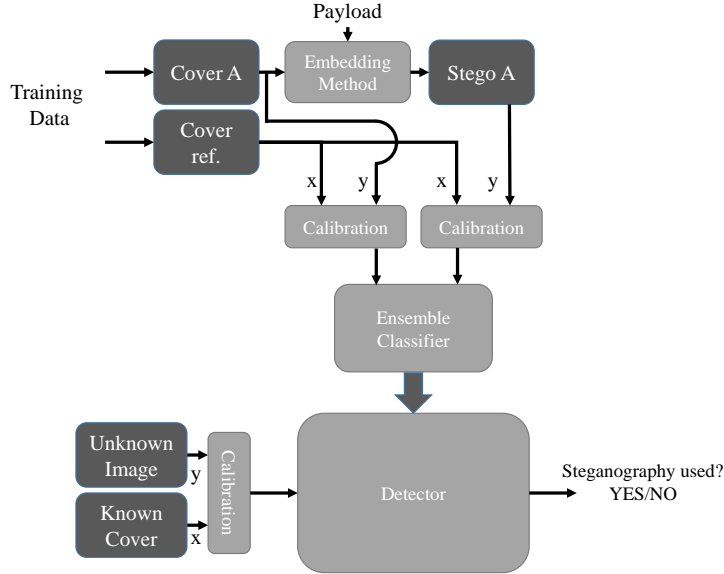 Payload
Training
Data
Cover A
Embedding
Method
Stego A
Cover
ref.
x
y
x
y
Calibration
Calibration
Ensemble
Classifier
Unknown
Image
y
Calibration
Known
Cover
x
Detector
Steganography used?
YES/NO